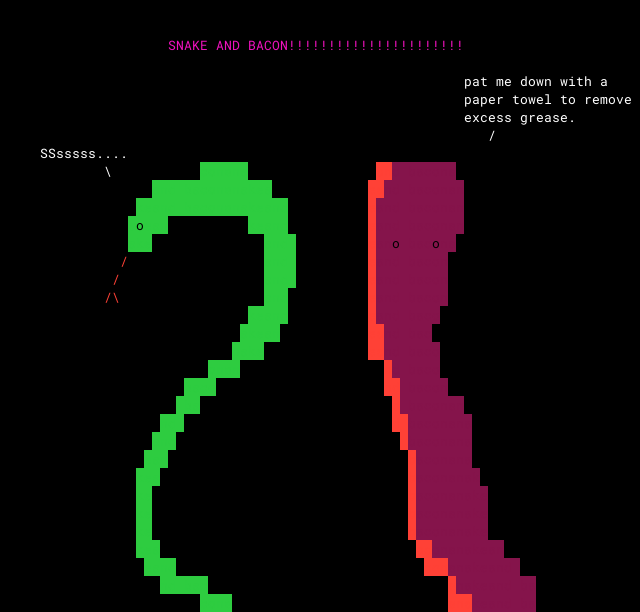 SNAKE AND BACON!!!!!!!!!!!!!!!!!!!!!!
pat me down with a
paper towel to remove
excess grease.
SSsssss....